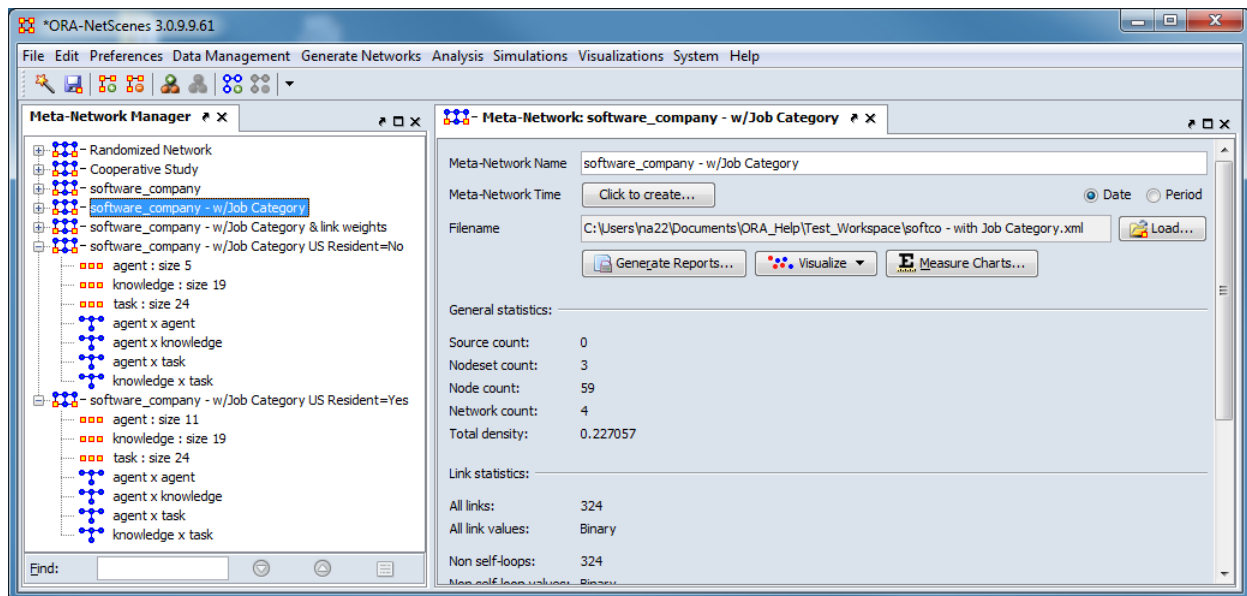 *ORA-NetScenes 3.0.9.9.61
File Edit Preferences Data Management Generate Networks Analysis Simulations Visualizations System Help
Meta-Network Manager
- Randomized Network
- Cooperative Study
- software_company
- software_company - w/Job Category
- software_company - w/Job Category & link weights
- software_company - w/Job Category US Resident=No
agent : size 5
knowledge : size 19
task : size 24
agent x agent
agent x knowledge
agent x task
knowledge x task
- software_company - w/Job Category US Resident=Yes
agent : size 11
knowledge : size 19
task : size 24
agent x agent
agent x knowledge
agent x task
knowledge x task
Find:
- Meta-Network: software_company - w/Job Category
Meta-Network Name software_company - w/Job Category
Meta-Network Time Click to create... Date Period
Filename C:\Users\na22\Documents\ORA_Help\Test_Workspace\softco - with Job Category.xml Load...
Generate Reports... Visualize Measure Charts...
General statistics:
Source count: 0
Nodeset count: 3
Node count: 59
Network count: 4
Total density: 0.227057
Link statistics:
All links: 324
All link values: Binary
Non self-loops: 324
Non self-loop values: Binary